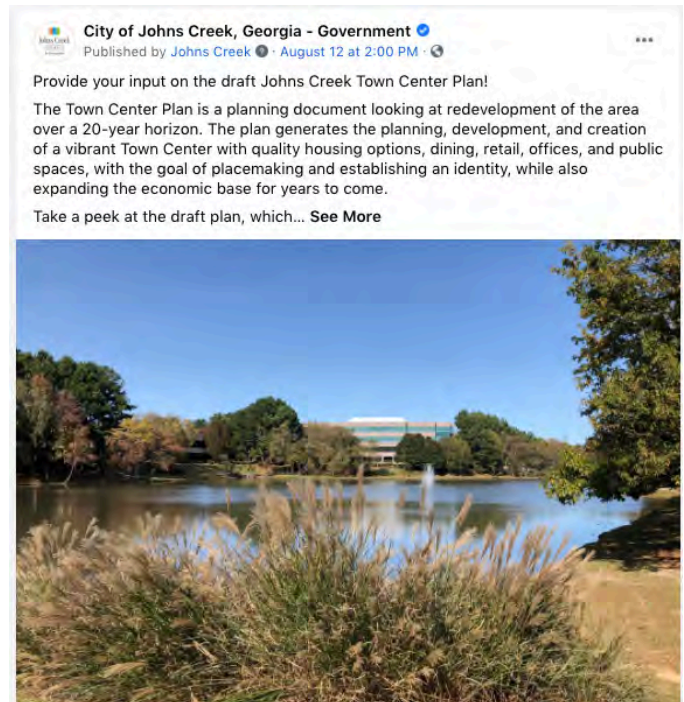 City of Johns Creek, Georgia - Government
Published by Johns Creek · August 12 at 2:00 PM ·
Provide your input on the draft Johns Creek Town Center Plan!
The Town Center Plan is a planning document looking at redevelopment of the area
over a 20-year horizon. The plan generates the planning, development, and creation
of a vibrant Town Center with quality housing options, dining, retail, offices, and public
spaces, with the goal of placemaking and establishing an identity, while also
expanding the economic base for years to come.
Take a peek at the draft plan, which... See More